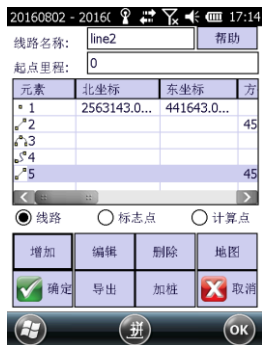 20160802 - 2016( 17:14
线路名称: line2 帮助
起点里程: 0
元素 北坐标 东坐标 方
1 2563143.0... 441643.0...
2 45
3
4
5 45
线路 标志点 计算点
增加 编辑 删除 地图
确定 导出 加桩 取消
拼 OK